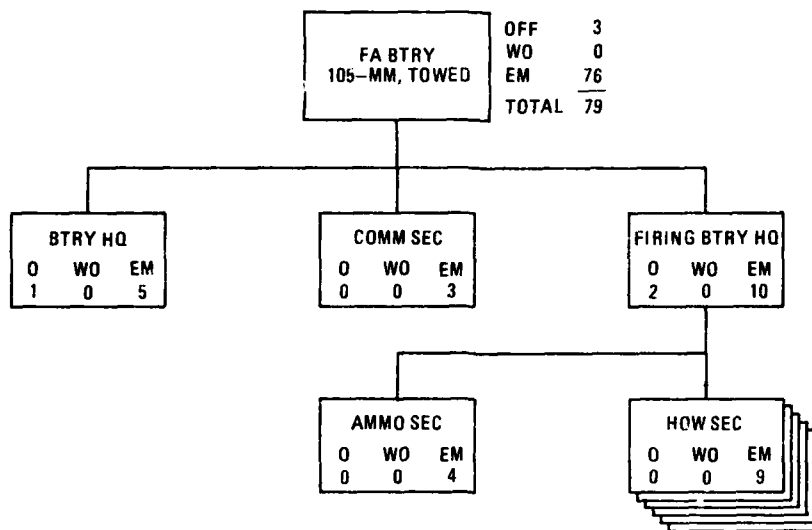 FA BTRY
105-MM, TOWED
OFF 3
WO 0
EM 76
TOTAL 79
BTRY HQ
O WO EM
1 0 5
COMM SEC
O WO EM
0 0 3
FIRING BTRY HQ
O WO EM
2 0 10
AMMO SEC
O WO EM
0 0 4
HOW SEC
O WO EM
0 0 9